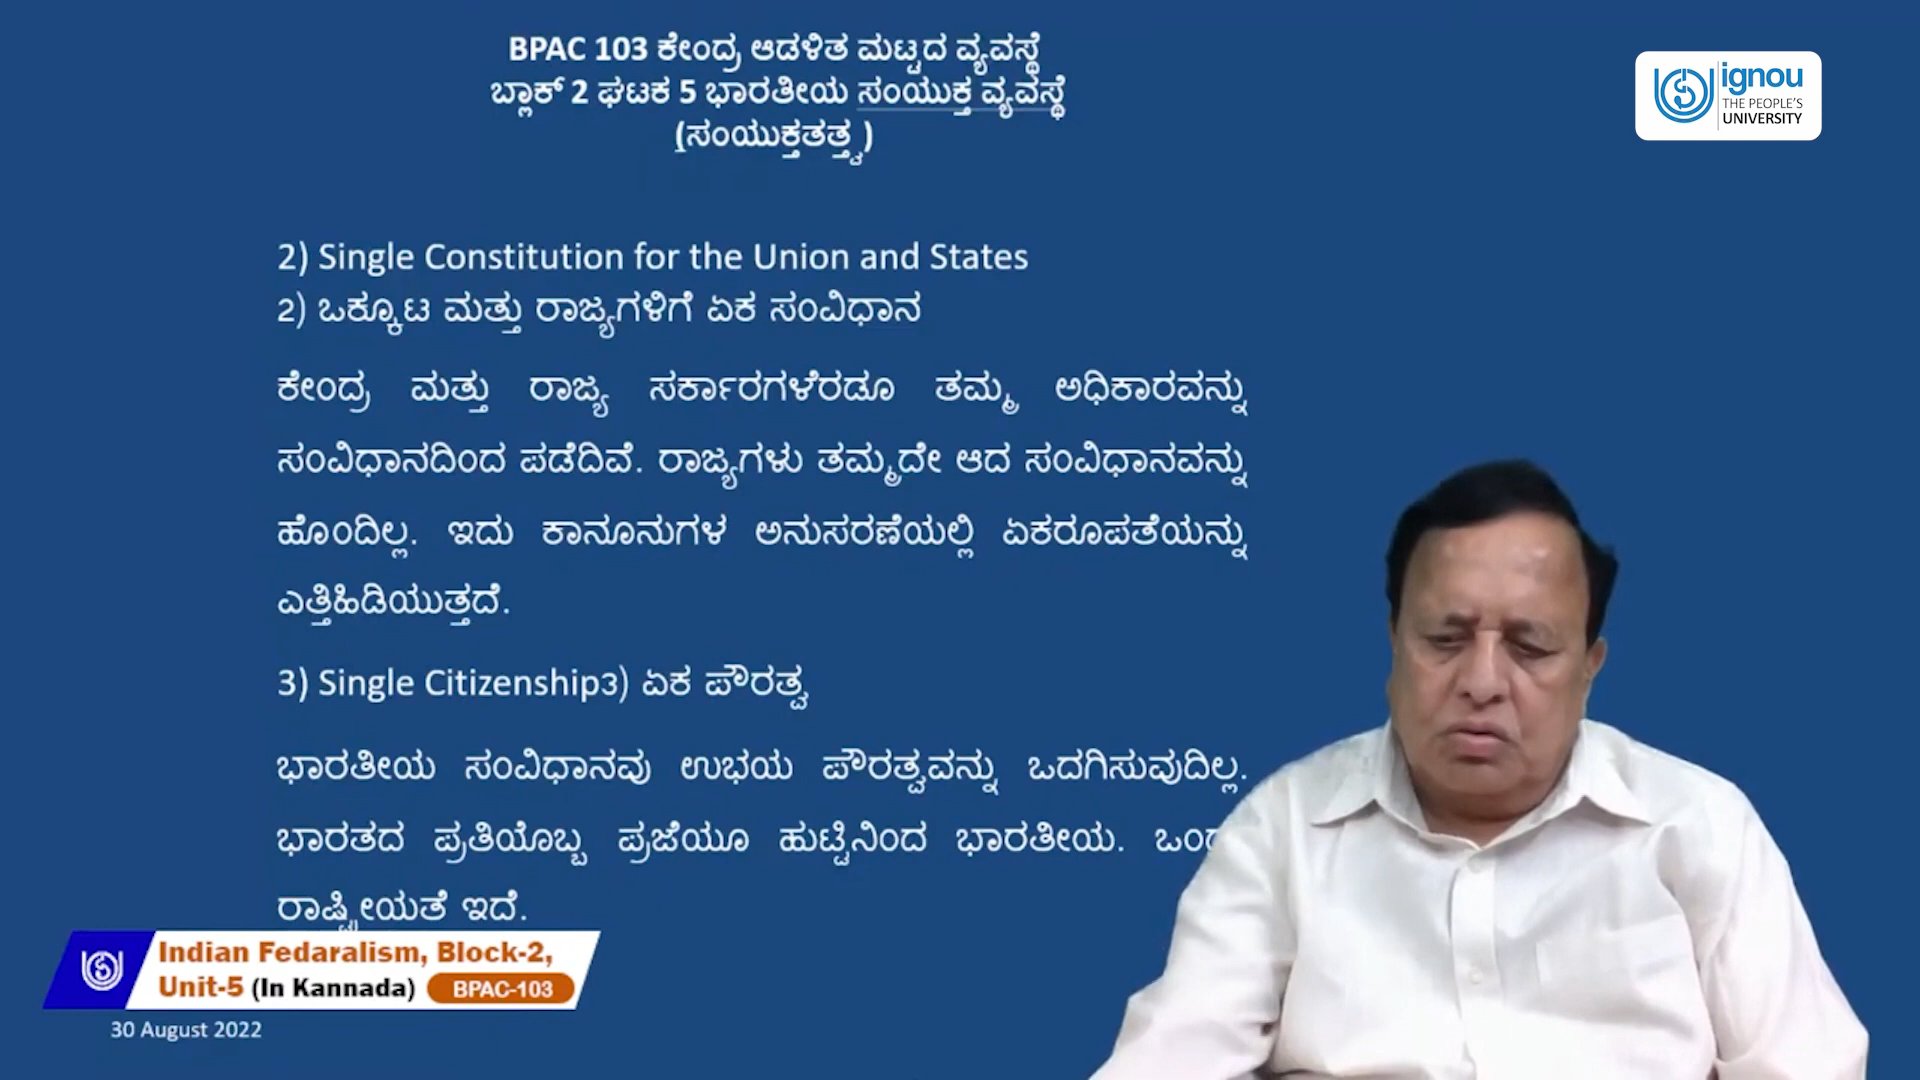 BPAC 103 ಕೇಂದ್ರ ಆಡಳಿತ ಮಟ್ಟದ ವ್ಯವಸ್ಥೆ
ಬ್ಲಾಕ್ 2 ಘಟಕ 5 ಭಾರತೀಯ ಸಂಯುಕ್ತ ವ್ಯವಸ್ಥೆ
(ಸಂಯುಕ್ತತತ್ತ್ವ)
ignou
THE PEOPLE'S
UNIVERSITY
2) Single Constitution for the Union and States
2) ಒಕ್ಕೂಟ ಮತ್ತು ರಾಜ್ಯಗಳಿಗೆ ಏಕ ಸಂವಿಧಾನ
ಕೇಂದ್ರ ಮತ್ತು ರಾಜ್ಯ ಸರ್ಕಾರಗಳೆರಡೂ ತಮ್ಮ ಅಧಿಕಾರವನ್ನು
ಸಂವಿಧಾನದಿಂದ ಪಡೆದಿವೆ. ರಾಜ್ಯಗಳು ತಮ್ಮದೇ ಆದ ಸಂವಿಧಾನವನ್ನು
ಹೊಂದಿಲ್ಲ. ಇದು ಕಾನೂನುಗಳ ಅನುಸರಣೆಯಲ್ಲಿ ಏಕರೂಪತೆಯನ್ನು
ಎತ್ತಿಹಿಡಿಯುತ್ತದೆ.
3) Single Citizenship3) ಏಕ ಪೌರತ್ವ
ಭಾರತೀಯ ಸಂವಿಧಾನವು ಉಭಯ ಪೌರತ್ವವನ್ನು ಒದಗಿಸುವುದಿಲ್ಲ.
ಭಾರತದ ಪ್ರತಿಯೊಬ್ಬ ಪ್ರಜೆಯೂ ಹುಟ್ಟಿನಿಂದ ಭಾರತೀಯ.
ರಾಷ್ಟ್ರೀಯತೆ ಇದೆ.
Indian Fedaralism, Block-2,
Unit-5 (In Kannada) BPAC-103
30 August 2022